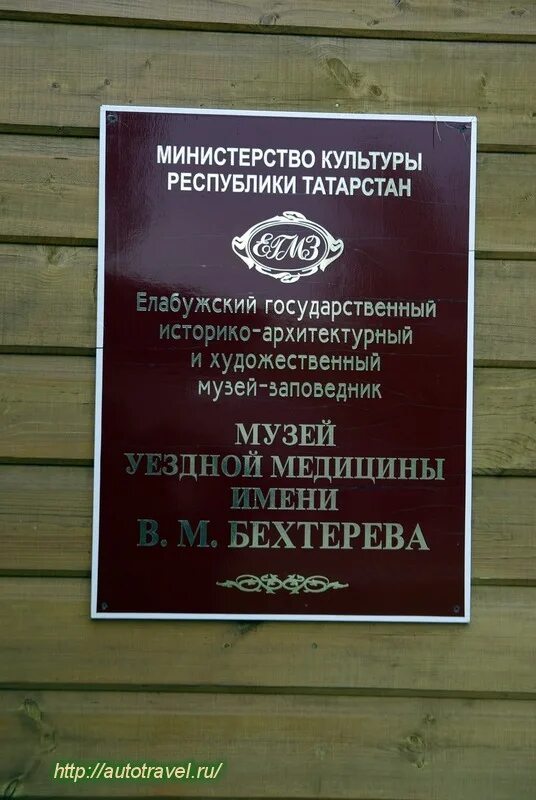 МИНИСТЕРСТВО КУЛЬТУРЫ
РЕСПУБЛИКИ ТАТАРСТАН
ЕГМЗ
Елабужский государственный
историко-архитектурный
и художественный
музей-заповедник
МУЗЕЙ
УЕЗДНОЙ МЕДИЦИНЫ
ИМЕНИ
В. М. БЕХТЕРЕВА
http://autotravel.ru/